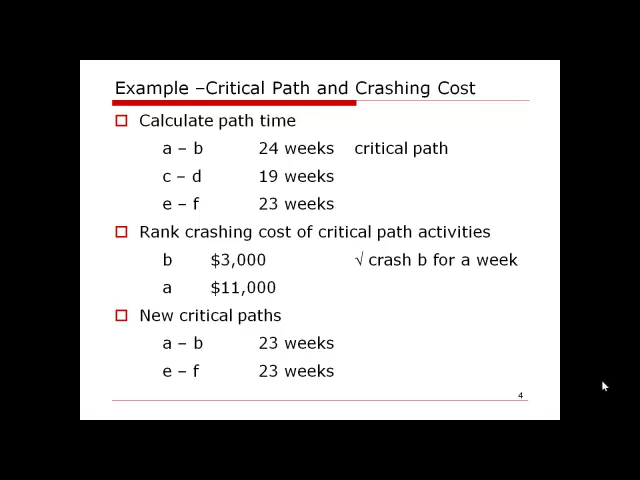 Example –Critical Path and Crashing Cost
Calculate path time
a – b 24 weeks critical path
c – d 19 weeks
e – f 23 weeks
Rank crashing cost of critical path activities
b $3,000 √ crash b for a week
a $11,000
New critical paths
a – b 23 weeks
e – f 23 weeks
4